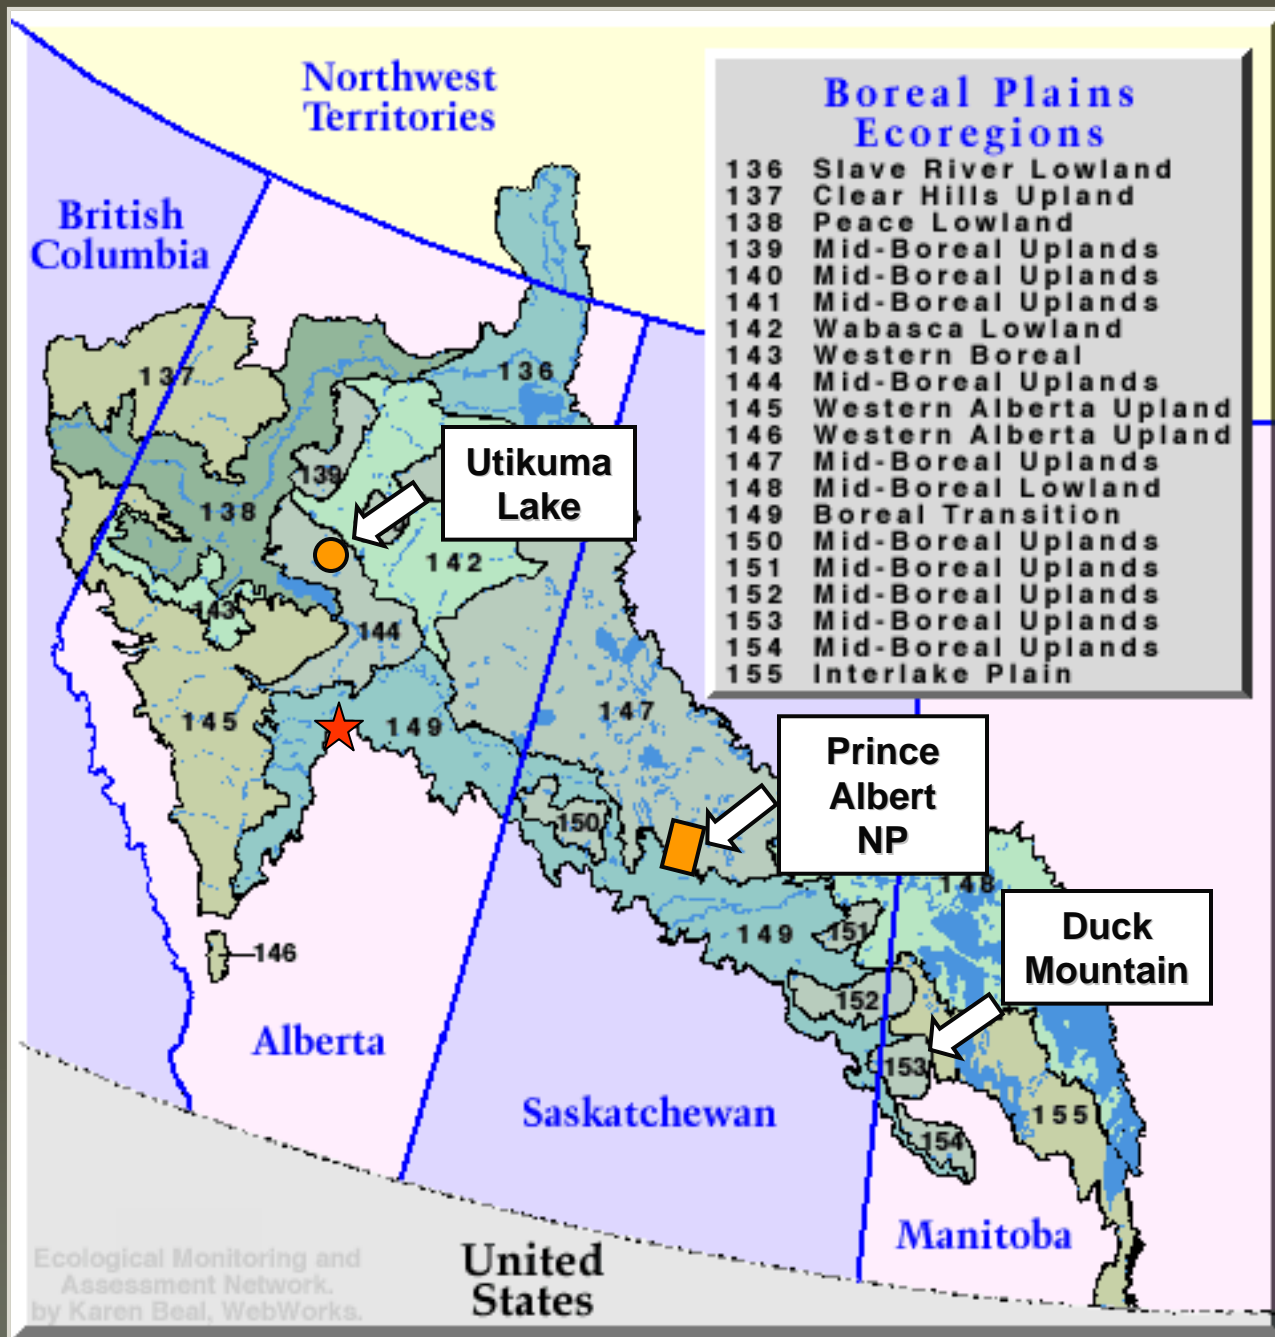 Northwest
Territories
British
Columbia
Boreal Plains
Ecoregions
136 Slave River Lowland
137 Clear Hills Upland
138 Peace Lowland
139 Mid-Boreal Uplands
140 Mid-Boreal Uplands
141 Mid-Boreal Uplands
142 Wabasca Lowland
143 Western Boreal
144 Mid-Boreal Uplands
145 Western Alberta Upland
146 Western Alberta Upland
147 Mid-Boreal Uplands
148 Mid-Boreal Lowland
149 Boreal Transition
150 Mid-Boreal Uplands
151 Mid-Boreal Uplands
152 Mid-Boreal Uplands
153 Mid-Boreal Uplands
154 Mid-Boreal Uplands
155 Interlake Plain
137
136
139
138
Utikuma
Lake
142
143
144
145
149
147
150
Prince
Albert
NP
148
149
151
146
152
Duck
Mountain
153
155
154
Alberta
Saskatchewan
Manitoba
United
States
Ecological Monitoring and
Assessment Network.
by Karen Beal, WebWorks.